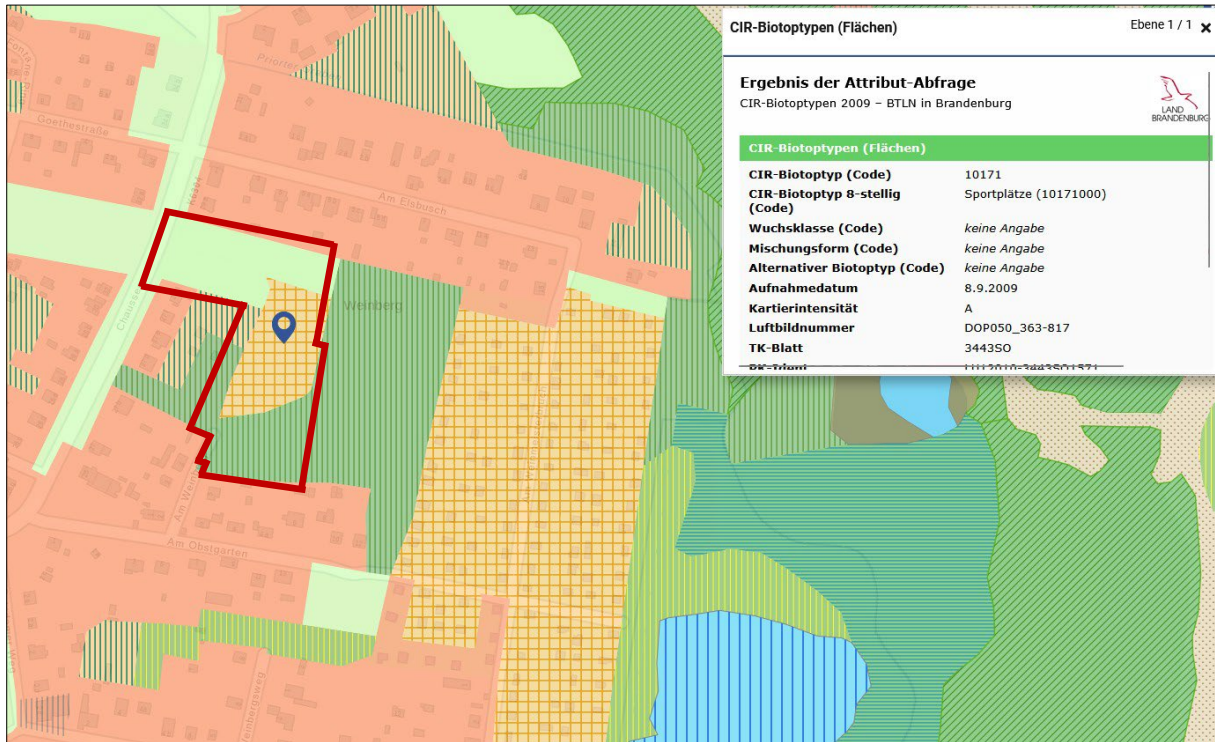 CIR-Biotoptypen (Flächen)
Ebene 1 / 1
Ergebnis der Attribut-Abfrage
CIR-Biotoptypen 2009 – BTLN in Brandenburg
LAND
BRANDENBURG
CIR-Biotoptypen (Flächen)
CIR-Biotoptyp (Code) 10171
CIR-Biotoptyp 8-stellig (Code) Sportplätze (10171000)
Wuchsklasse (Code) keine Angabe
Mischungsform (Code) keine Angabe
Alternativer Biotoptyp (Code) keine Angabe
Aufnahmedatum 8.9.2009
Kartierintensität A
Luftbildnummer DOP050_363-817
TK-Blatt 3443SO
Goethestraße
Am Elsbusch
Weinberg
Chaussee
Am Obstgarten